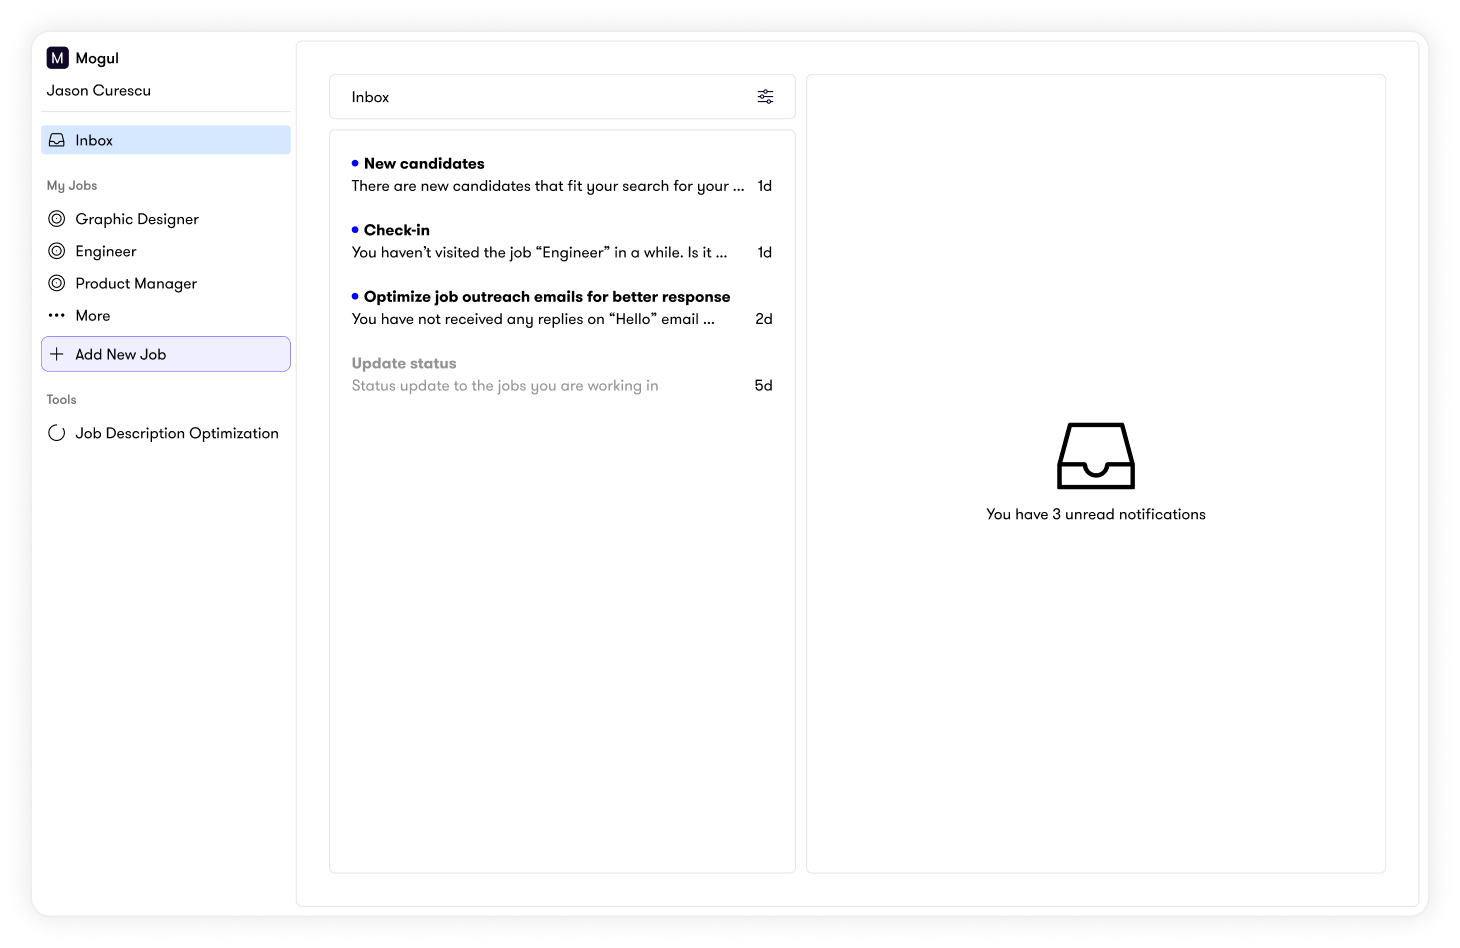 M Mogul
Jason Curescu
Inbox
My Jobs
Graphic Designer
Engineer
Product Manager
More
Add New Job
Tools
Job Description Optimization
Inbox
New candidates
There are new candidates that fit your search for your ... 1d
Check-in
You haven’t visited the job “Engineer” in a while. Is it ... 1d
Optimize job outreach emails for better response
You have not received any replies on “Hello” email ... 2d
Update status
Status update to the jobs you are working in 5d
You have 3 unread notifications